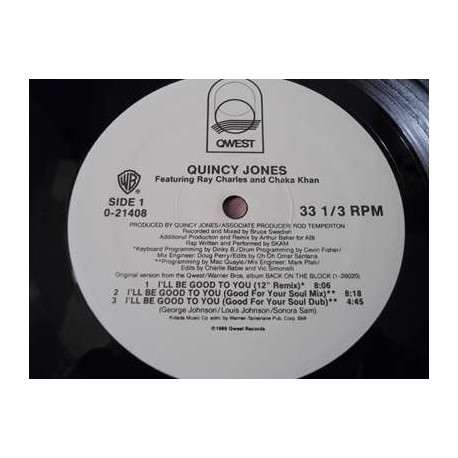 QWEST
QUINCY JONES
Featuring Ray Charles and Chaka Khan
WB
SIDE 1
0-21408
33 1/3 RPM
PRODUCED BY QUINCY JONES/ASSOCIATE PRODUCER: ROD TEMPERTON
Recorded and Mixed by Bruce Swedien
Additional Production and Remix by Arthur Baker for ABI
Rap Written and Performed by SKAM
*Keyboard Programming by Dinky B./Drum Programming by Gevin Fisher/
Mix Engineer: Doug Perry/Edits by Oh Oh Omar Santana
**Programming by Mac Quayle/Mix Engineer: Mark Plati/
Edits by Charlie Babie and Vic Simonelli
Original version from the Qwest/Warner Bros. album BACK ON THE BLOCK (1-26020)
1 I'LL BE GOOD TO YOU (12" Remix)* 8:06
2 I'LL BE GOOD TO YOU (Good For Your Soul Mix)** 8:18
3 I'LL BE GOOD TO YOU (Good For Your Soul Dub)** 4:45
(George Johnson/Louis Johnson/Sonora Sam)
Kidada Music Co. adm. by Warner-Tamerlane Pub. Corp. BMI
℗1989 Qwest Records